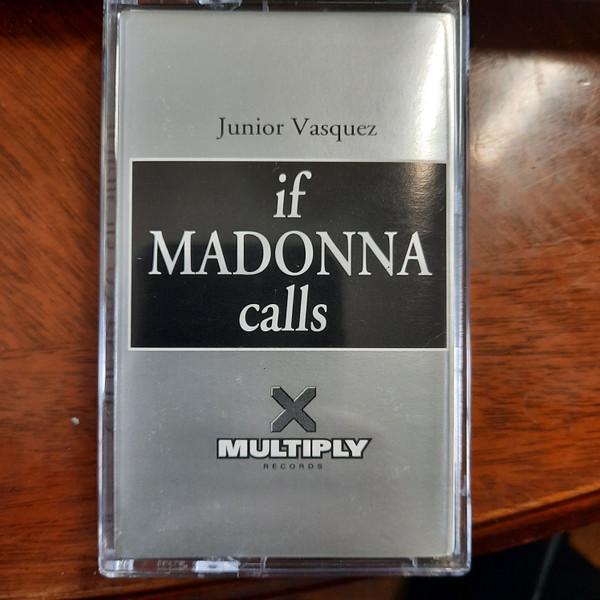 Junior Vasquez
if
MADONNA
calls
X
MULTIPLY
RECORDS